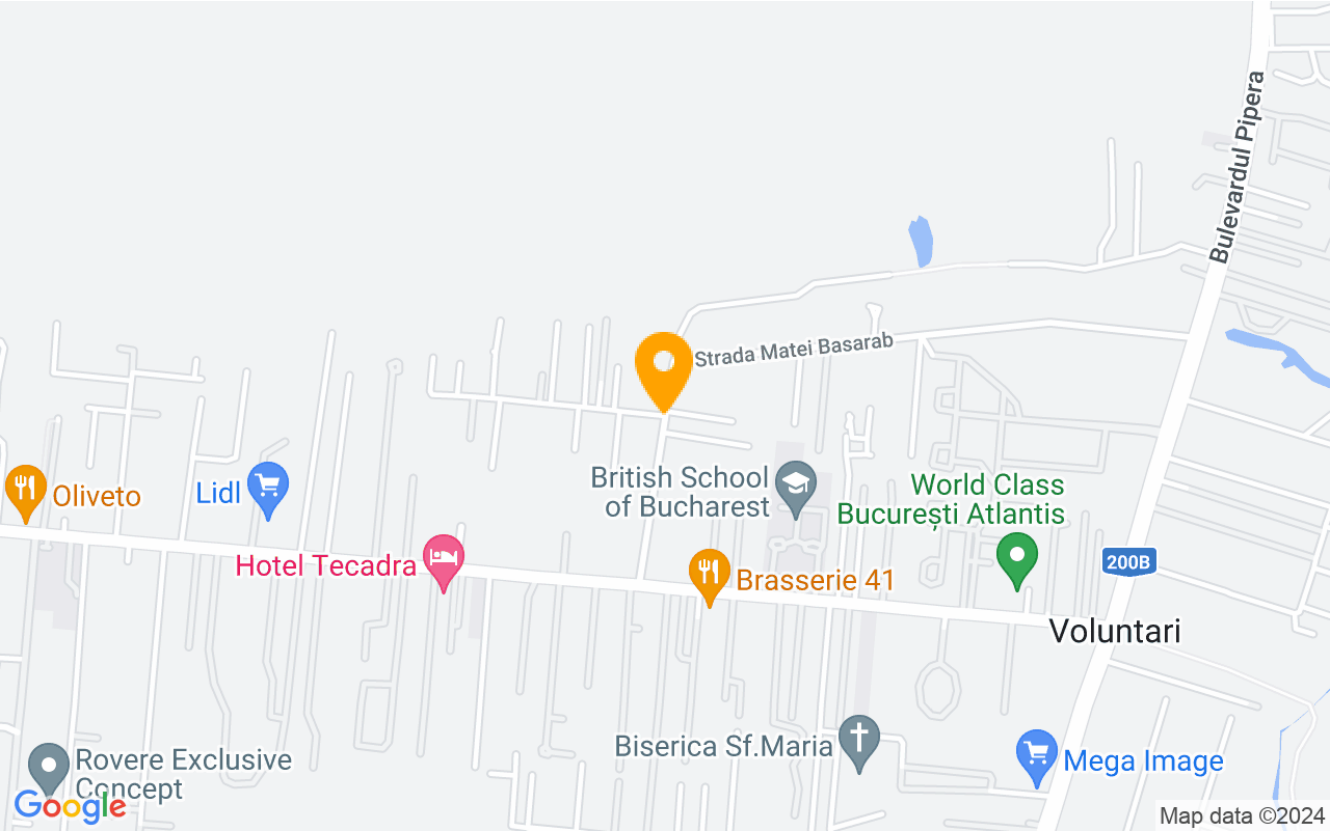 Bulevardul Pipera
Strada Matei Basarab
British School
of Bucharest
World Class
București Atlantis
Oliveto
Lidl
Hotel Tecadra
Brasserie 41
200B
Voluntari
Biserica Sf.Maria
Mega Image
Rovere Exclusive
Concept
Google
Map data ©2024